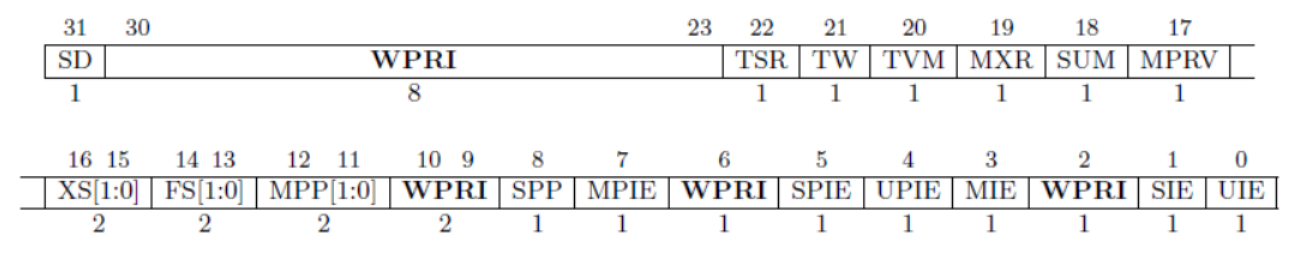 31 30 23 22 21 20 19 18 17
SD WPRI TSR TW TVM MXR SUM MPRV
1 8 1 1 1 1 1 1
16 15 14 13 12 11 10 9 8 7 6 5 4 3 2 1 0
XS[1:0] FS[1:0] MPP[1:0] WPRI SPP MPIE WPRI SPIE UPIE MIE WPRI SIE UIE
2 2 2 2 1 1 1 1 1 1 1 1 1